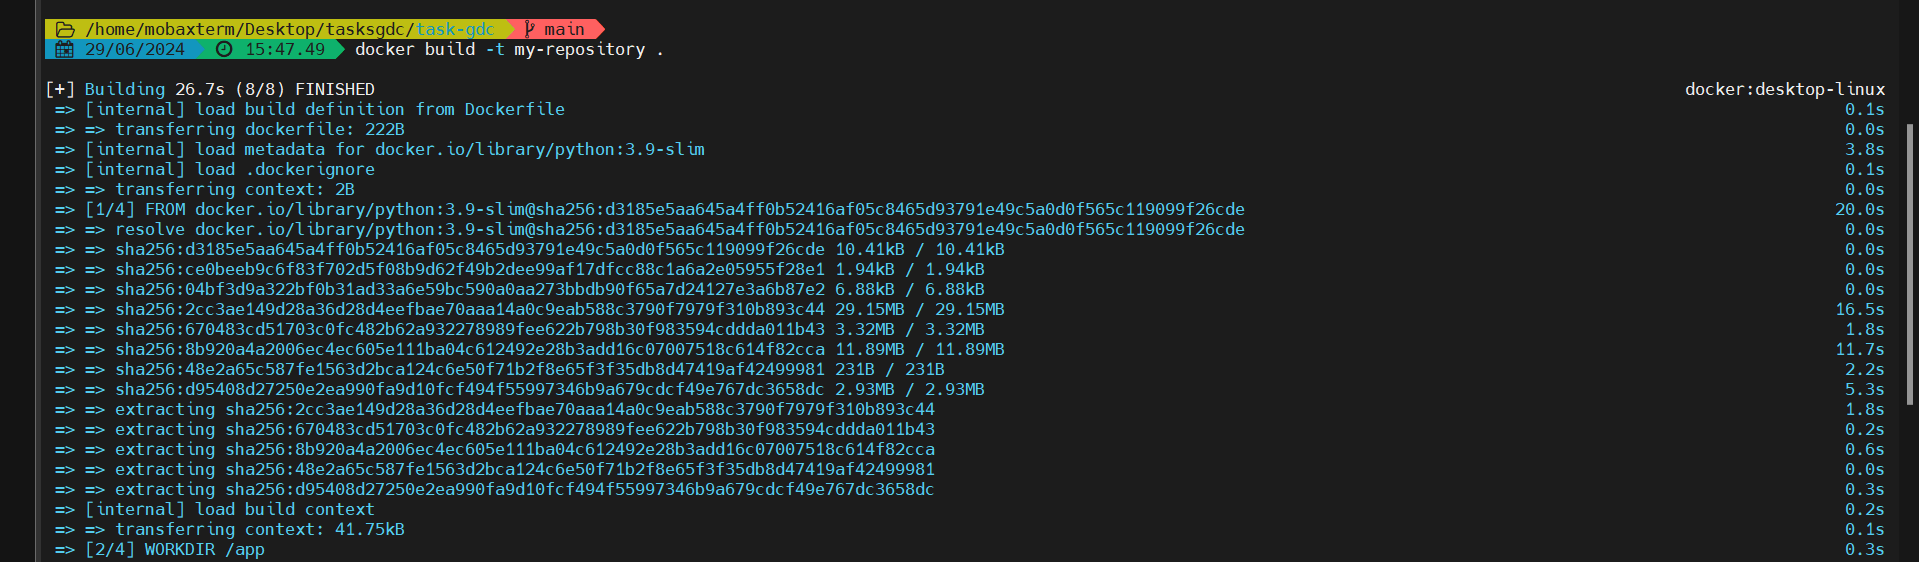 /home/mobaxterm/Desktop/tasksgdc/task-gdc main
29/06/2024 15:47.49 docker build -t my-repository .
[+] Building 26.7s (8/8) FINISHED docker:desktop-linux
=> [internal] load build definition from Dockerfile 0.1s
=> => transferring dockerfile: 222B 0.0s
=> [internal] load metadata for docker.io/library/python:3.9-slim 3.8s
=> [internal] load .dockerignore 0.1s
=> => transferring context: 2B 0.0s
=> [1/4] FROM docker.io/library/python:3.9-slim@sha256:d3185e5aa645a4ff0b52416af05c8465d93791e49c5a0d0f565c119099f26cde 20.0s
=> => resolve docker.io/library/python:3.9-slim@sha256:d3185e5aa645a4ff0b52416af05c8465d93791e49c5a0d0f565c119099f26cde 0.0s
=> => sha256:d3185e5aa645a4ff0b52416af05c8465d93791e49c5a0d0f565c119099f26cde 10.41kB / 10.41kB 0.0s
=> => sha256:ce0beeb9c6f83f702d5f08b9d62f49b2dee99af17dfcc88c1a6a2e05955f28e1 1.94kB / 1.94kB 0.0s
=> => sha256:04bf3d9a322bf0b31ad33a6e59bc590a0aa273bbdb90f65a7d24127e3a6b87e2 6.88kB / 6.88kB 0.0s
=> => sha256:2cc3ae149d28a36d28d4eefbae70aaa14a0c9eab588c3790f7979f310b893c44 29.15MB / 29.15MB 16.5s
=> => sha256:670483cd51703c0fc482b62a932278989fee622b798b30f983594cddda011b43 3.32MB / 3.32MB 1.8s
=> => sha256:8b920a4a2006ec4ec605e111ba04c612492e28b3add16c07007518c614f82cca 11.89MB / 11.89MB 11.7s
=> => sha256:48e2a65c587fe1563d2bca124c6e50f71b2f8e65f3f35db8d47419af42499981 231B / 231B 2.2s
=> => sha256:d95408d27250e2ea990fa9d10fcf494f55997346b9a679cdcf49e767dc3658dc 2.93MB / 2.93MB 5.3s
=> => extracting sha256:2cc3ae149d28a36d28d4eefbae70aaa14a0c9eab588c3790f7979f310b893c44 1.8s
=> => extracting sha256:670483cd51703c0fc482b62a932278989fee622b798b30f983594cddda011b43 0.2s
=> => extracting sha256:8b920a4a2006ec4ec605e111ba04c612492e28b3add16c07007518c614f82cca 0.6s
=> => extracting sha256:48e2a65c587fe1563d2bca124c6e50f71b2f8e65f3f35db8d47419af42499981 0.0s
=> => extracting sha256:d95408d27250e2ea990fa9d10fcf494f55997346b9a679cdcf49e767dc3658dc 0.3s
=> [internal] load build context 0.2s
=> => transferring context: 41.75kB 0.1s
=> [2/4] WORKDIR /app 0.3s